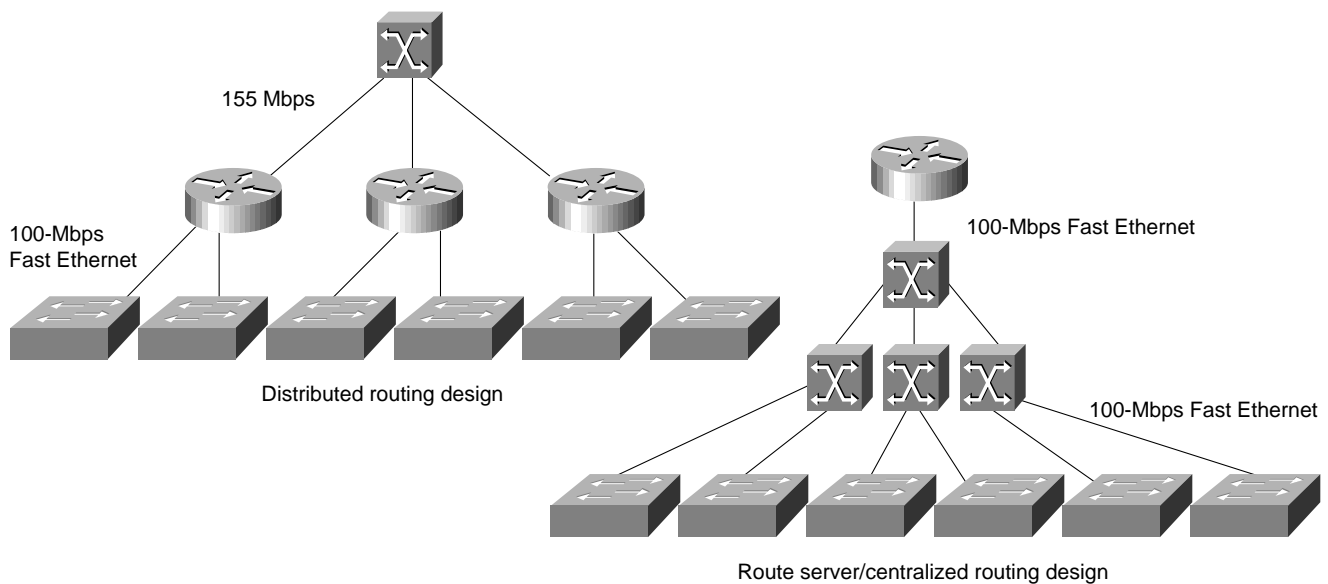 155 Mbps
100-Mbps
Fast Ethernet
Distributed routing design
100-Mbps Fast Ethernet
100-Mbps Fast Ethernet
Route server/centralized routing design